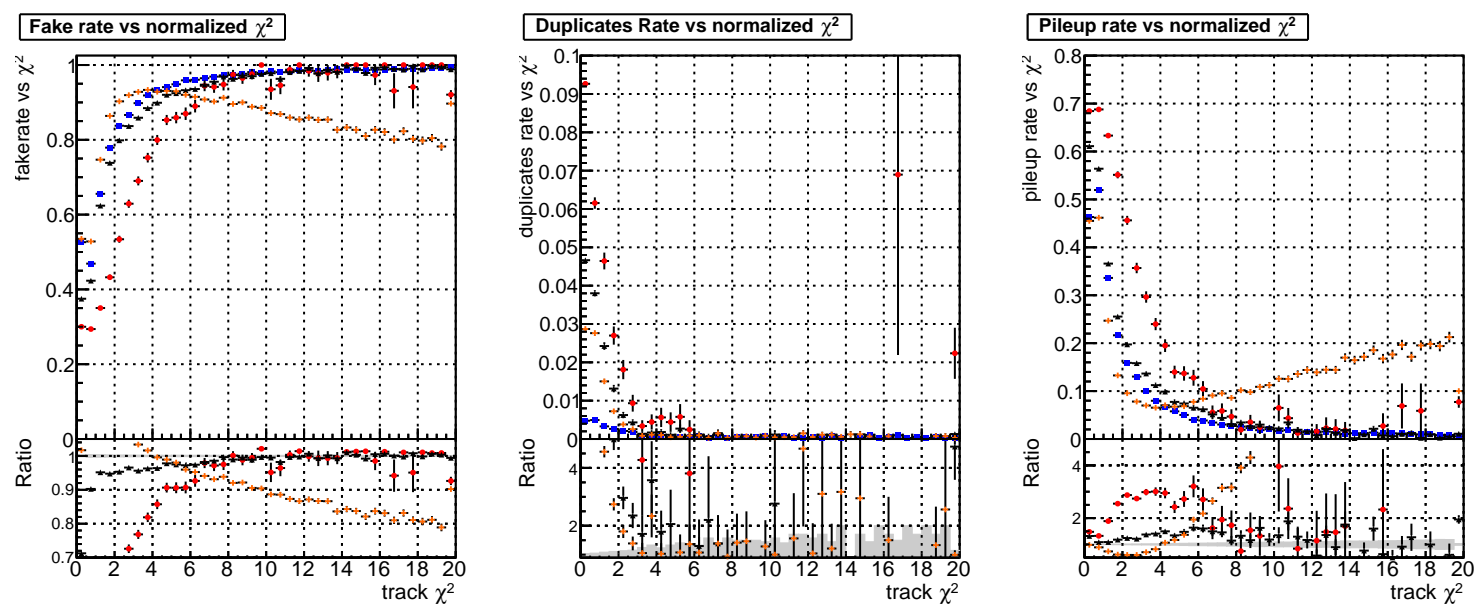 Fake rate vs normalized χ²
fakerate vs χ²
1
0.8
0.6
0.4
0.2
0
Ratio
1
0.9
0.8
0.7
0 2 4 6 8 10 12 14 16 18 20
track χ²
Duplicates Rate vs normalized χ²
duplicates rate vs χ²
0.1
0.09
0.08
0.07
0.06
0.05
0.04
0.03
0.02
0.01
0
Ratio
4
2
0 2 4 6 8 10 12 14 16 18 20
track χ²
Pileup rate vs normalized χ²
pileup rate vs χ²
0.8
0.7
0.6
0.5
0.4
0.3
0.2
0.1
0
Ratio
4
2
0 2 4 6 8 10 12 14 16 18 20
track χ²